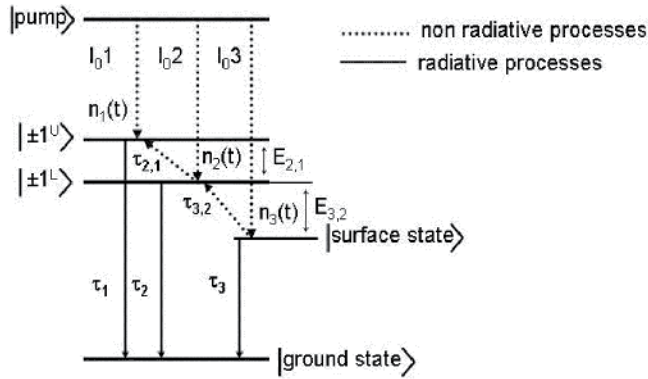 |pump⟩
non radiative processes
I₀1 I₀2 I₀3
radiative processes
n₁(t)
|±1ᵁ⟩
τ₂,₁ n₂(t) E₂,₁
|±1ᴸ⟩
τ₃,₂ n₃(t) E₃,₂
|surface state⟩
τ₁ τ₂ τ₃
|ground state⟩